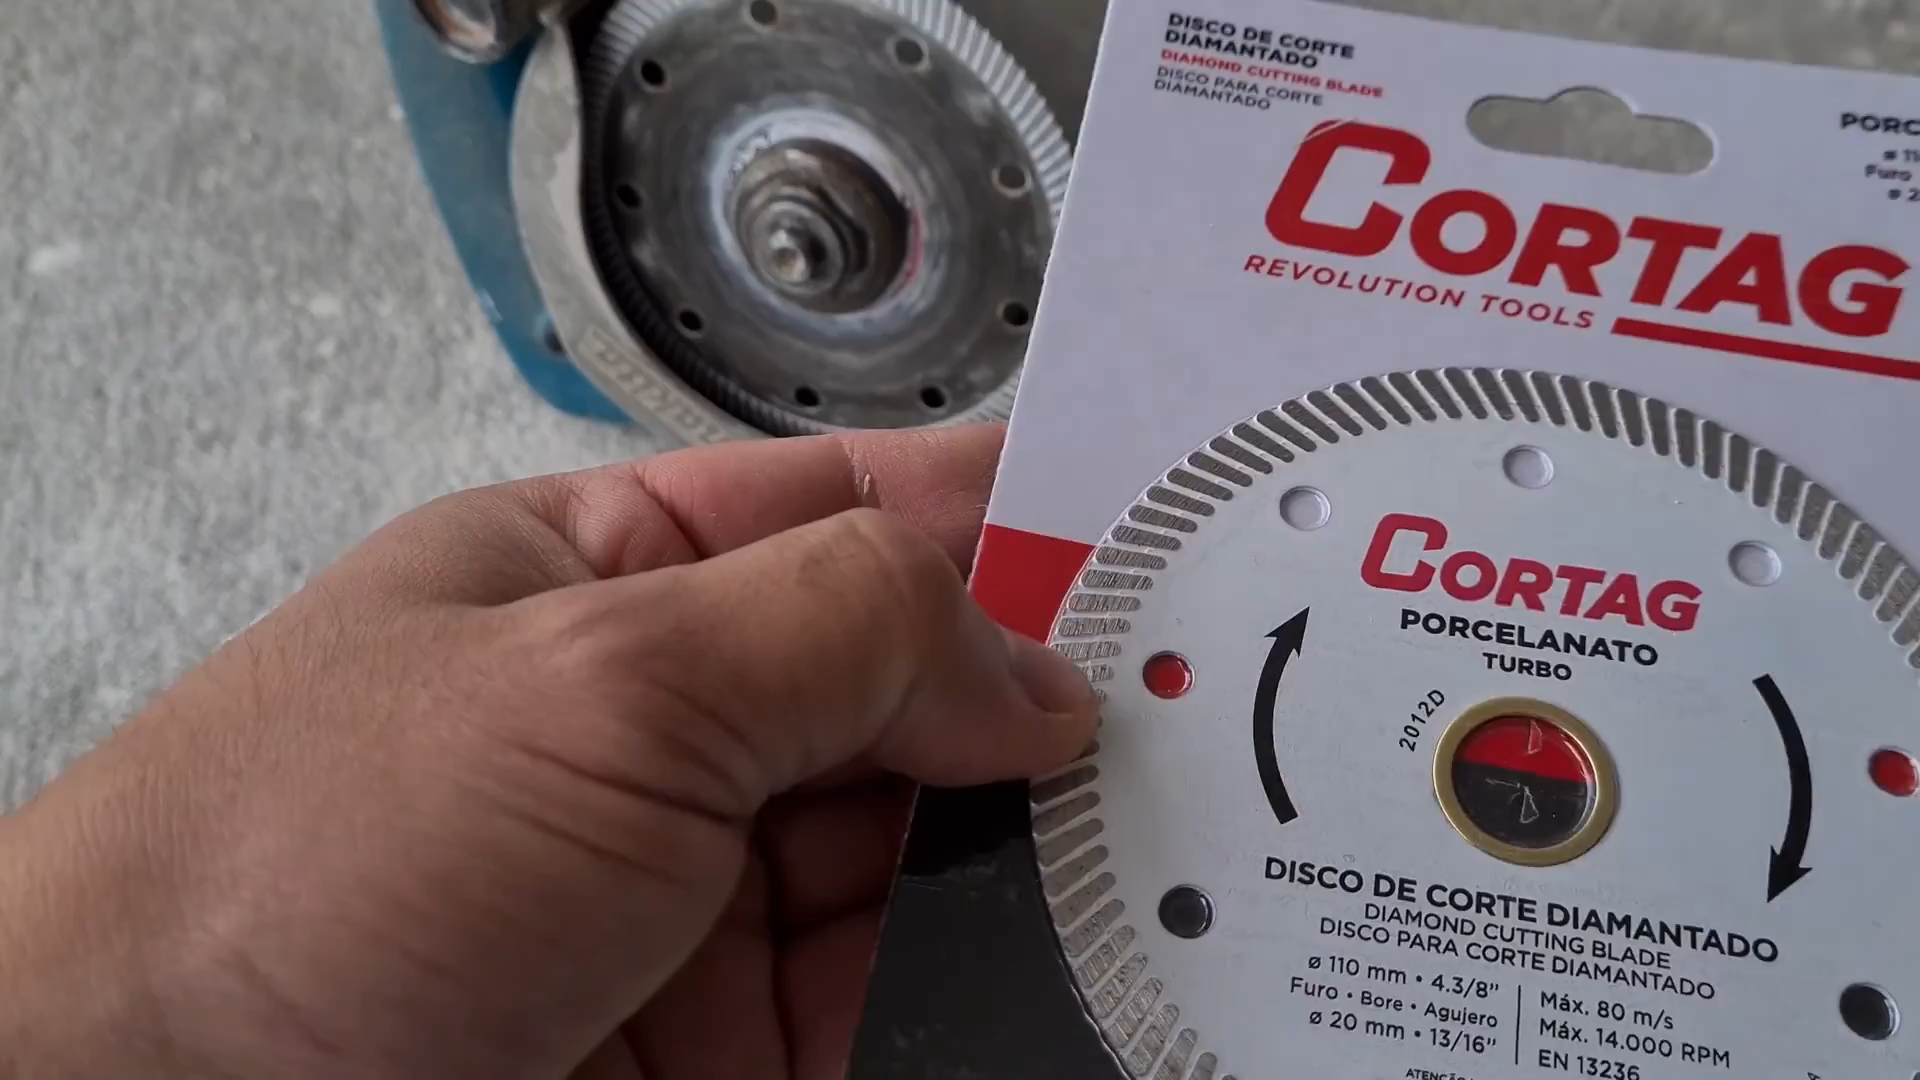 DISCO DE CORTE
DIAMANTADO
DIAMOND CUTTING BLADE
DISCO PARA CORTE
DIAMANTADO
CORTAG
REVOLUTION TOOLS
Furo
CORTAG
PORCELANATO
TURBO
2012D
DISCO DE CORTE DIAMANTADO
DIAMOND CUTTING BLADE
DISCO PARA CORTE DIAMANTADO
ø 110 mm • 4.3/8"
Furo • Bore • Agujero
ø 20 mm • 13/16"
Máx. 80 m/s
Máx. 14.000 RPM
EN 13236